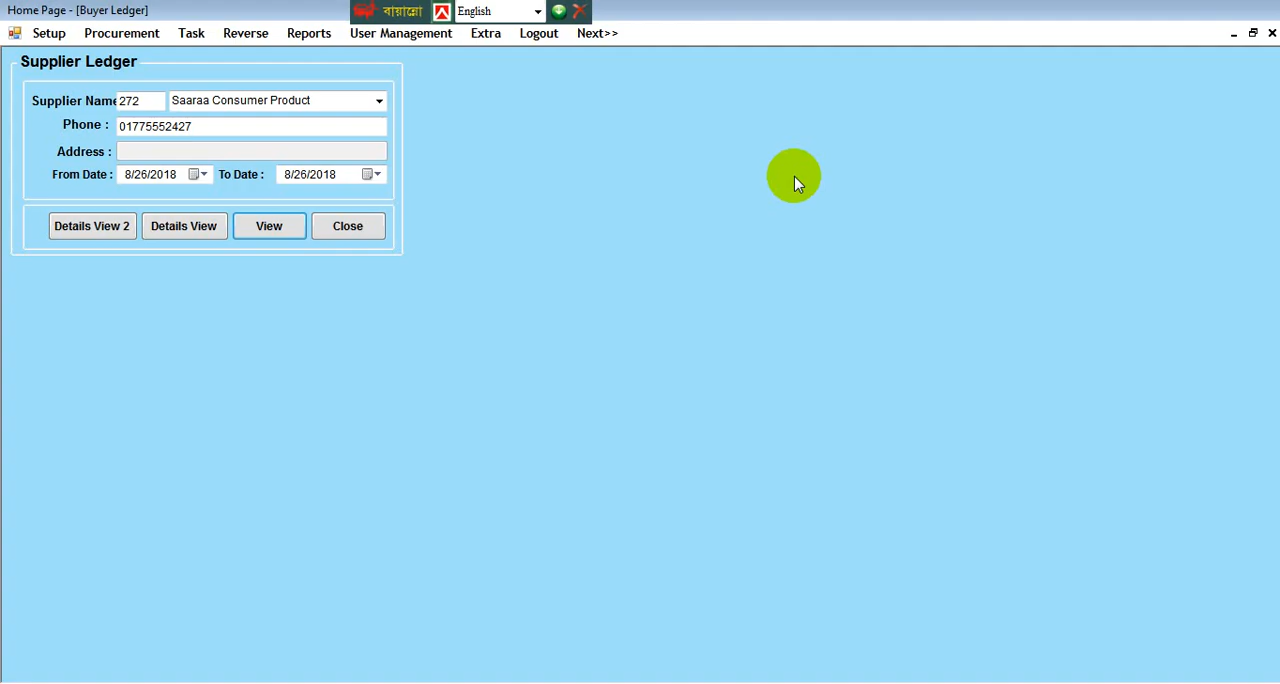 Home Page - [Buyer Ledger]
বায়ান্নো English
Setup Procurement Task Reverse Reports User Management Extra Logout Next>>
Supplier Ledger
Supplier Name 272 Saaraa Consumer Product
Phone : 01775552427
Address :
From Date : 8/26/2018 To Date : 8/26/2018
Details View 2 Details View View Close